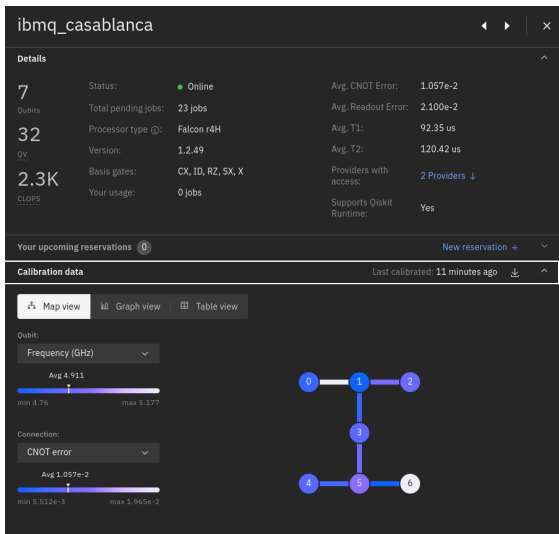 ibmq_casablanca
Details
7
Qubits
32
QV
2.3K
CLOPS
Status: Online
Total pending jobs: 23 jobs
Processor type: Falcon r4H
Version: 1.2.49
Basis gates: CX, ID, RZ, SX, X
Your usage: 0 jobs
Avg. CNOT Error: 1.057e-2
Avg. Readout Error: 2.100e-2
Avg. T1: 92.35 us
Avg. T2: 120.42 us
Providers with access: 2 Providers ↓
Supports Qiskit Runtime: Yes
Your upcoming reservations 0
New reservation +
Calibration data
Last calibrated: 11 minutes ago
Map view
Graph view
Table view
Qubit:
Frequency (GHz)
Avg 4.911
min 4.76 max 5.177
Connection:
CNOT error
Avg 1.057e-2
min 5.512e-3 max 1.965e-2
0 1 2
3
4 5 6